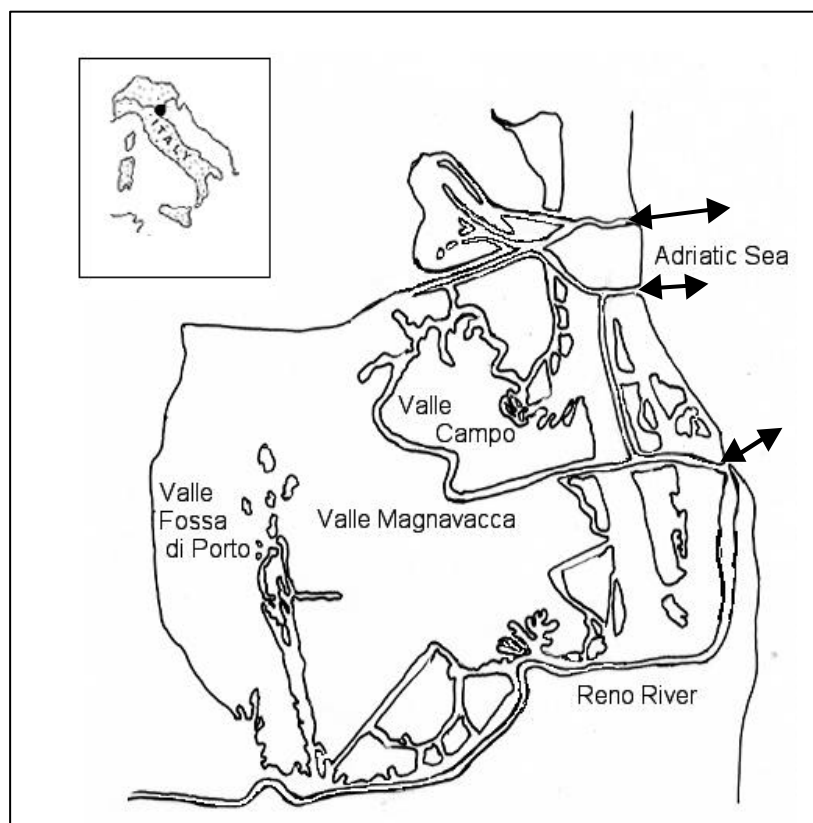 ITALY
Adriatic Sea
Valle
Campo
Valle
Fossa
di Porto
Valle Magnavacca
Reno River